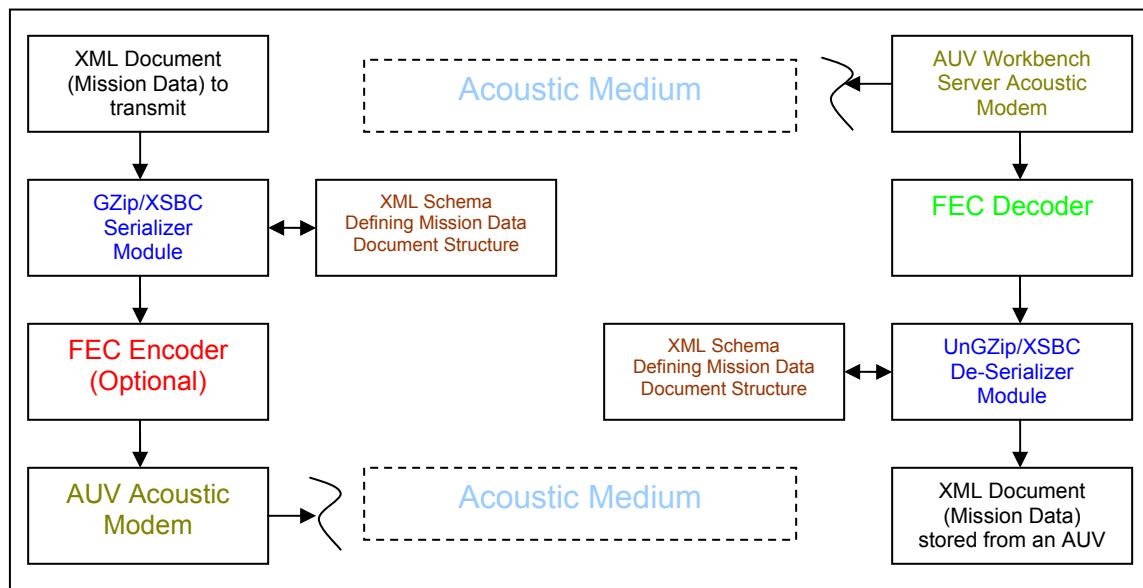 XML Document
(Mission Data) to
transmit
Acoustic Medium
AUV Workbench
Server Acoustic
Modem
GZip/XSBC
Serializer
Module
XML Schema
Defining Mission Data
Document Structure
FEC Decoder
FEC Encoder
(Optional)
XML Schema
Defining Mission Data
Document Structure
UnGZip/XSBC
De-Serializer
Module
AUV Acoustic
Modem
Acoustic Medium
XML Document
(Mission Data)
stored from an AUV